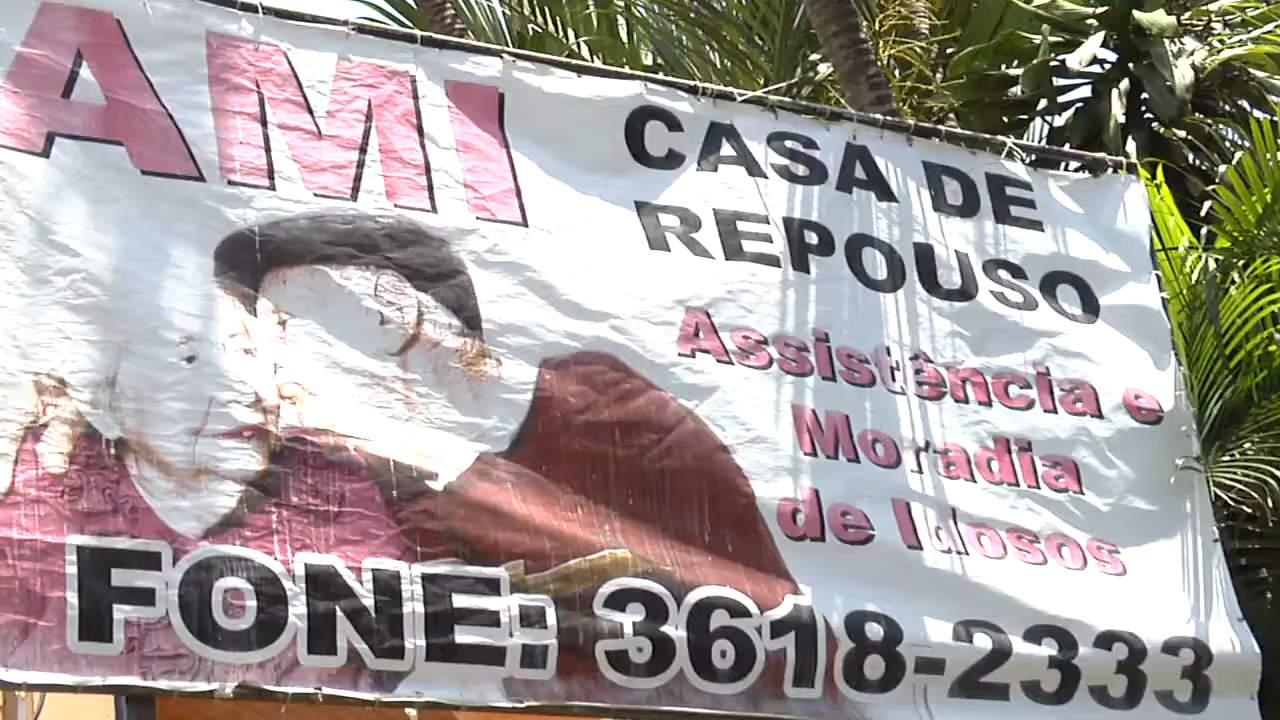 AMI
CASA DE
REPOUSO
Assistência e
Moradia
de Idosos
FONE: 3618-2333